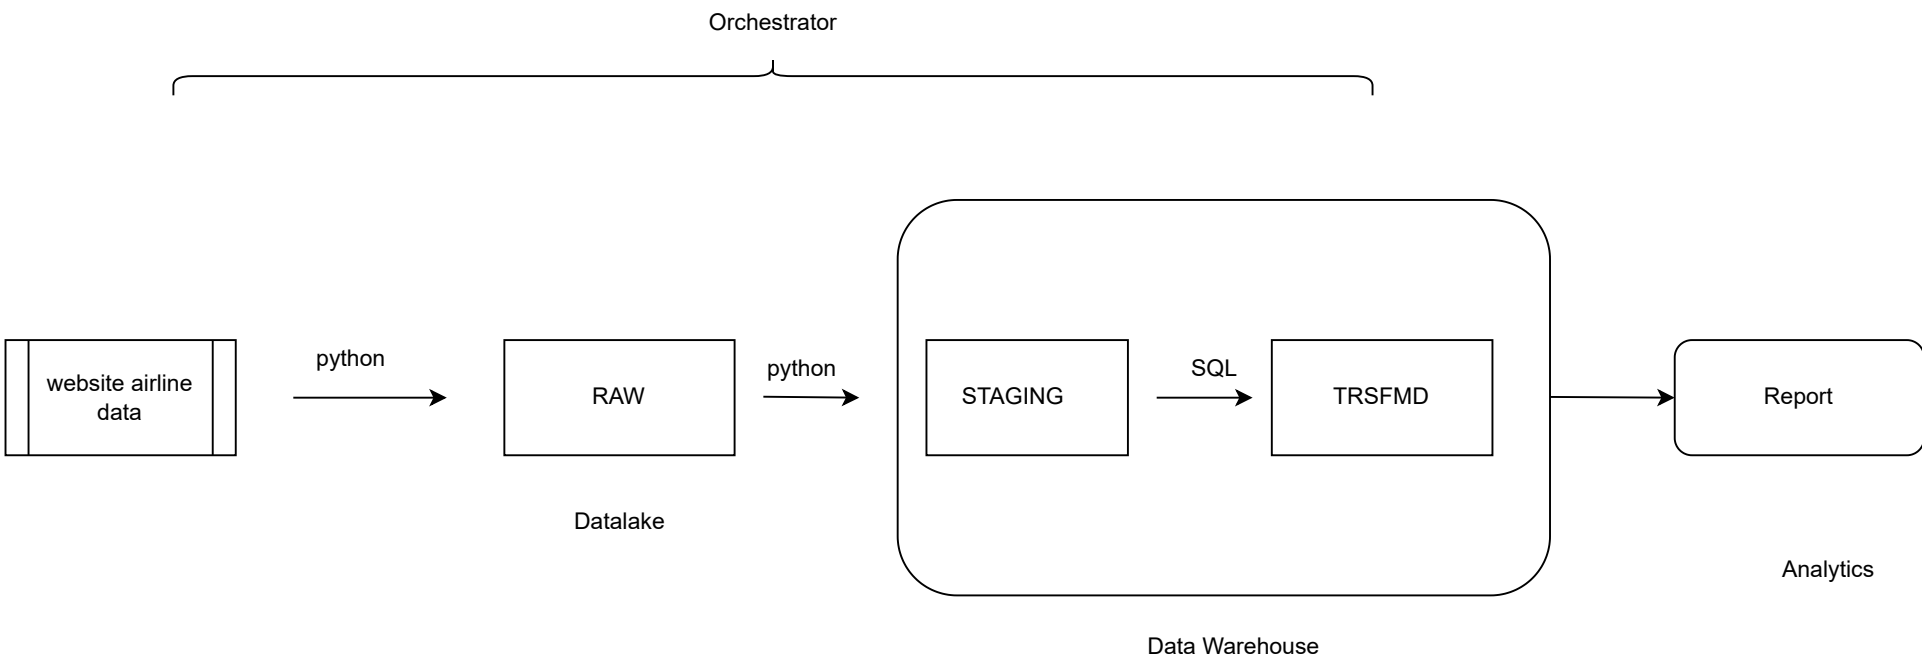 Orchestrator
website airline
data
python
RAW
Datalake
python
STAGING
SQL
TRSFMD
Data Warehouse
Report
Analytics